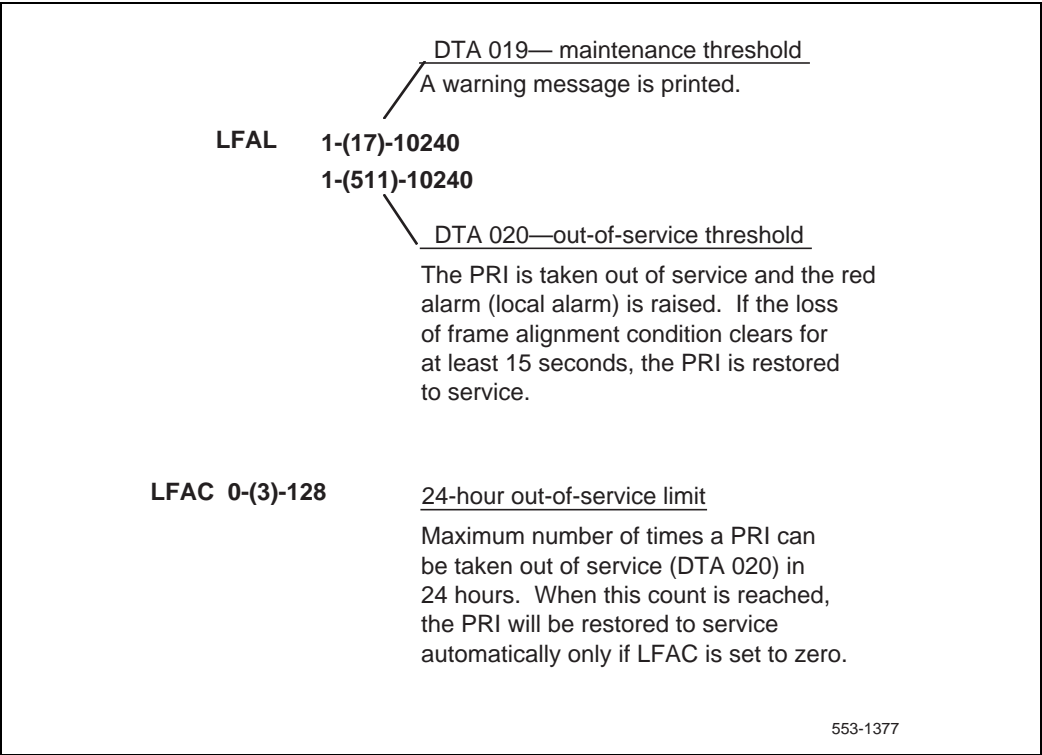 DTA 019— maintenance threshold
A warning message is printed.
LFAL 1-(17)-10240
1-(511)-10240
DTA 020—out-of-service threshold
The PRI is taken out of service and the red
alarm (local alarm) is raised. If the loss
of frame alignment condition clears for
at least 15 seconds, the PRI is restored
to service.
LFAC 0-(3)-128 24-hour out-of-service limit
Maximum number of times a PRI can
be taken out of service (DTA 020) in
24 hours. When this count is reached,
the PRI will be restored to service
automatically only if LFAC is set to zero.
553-1377